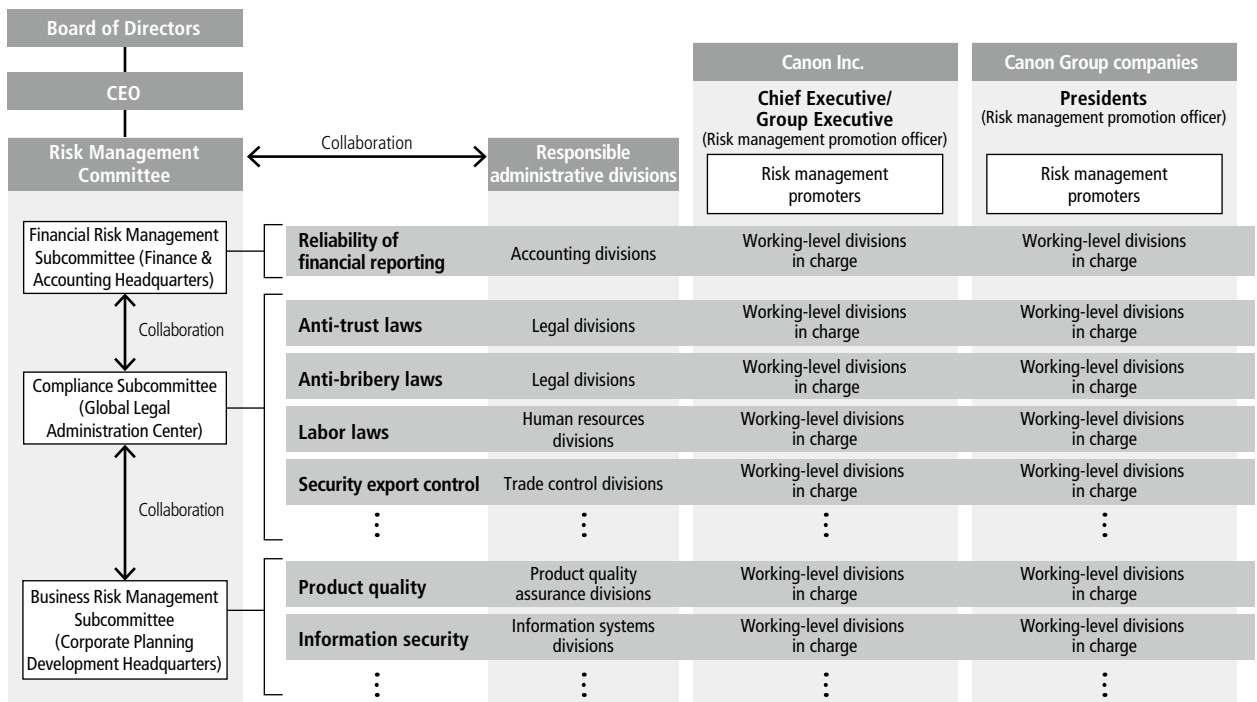 Board of Directors
CEO
Risk Management
Committee
Collaboration
Responsible
administrative divisions
Canon Inc.
Chief Executive/
Group Executive
(Risk management promotion officer)
Risk management
promoters
Canon Group companies
Presidents
(Risk management promotion officer)
Risk management
promoters
Financial Risk Management
Subcommittee (Finance &
Accounting Headquarters)
Reliability of
financial reporting
Accounting divisions
Working-level divisions
in charge
Working-level divisions
in charge
Collaboration
Anti-trust laws
Legal divisions
Working-level divisions
in charge
Working-level divisions
in charge
Compliance Subcommittee
(Global Legal
Administration Center)
Anti-bribery laws
Legal divisions
Working-level divisions
in charge
Working-level divisions
in charge
Labor laws
Human resources
divisions
Working-level divisions
in charge
Working-level divisions
in charge
Collaboration
Security export control
Trade control divisions
Working-level divisions
in charge
Working-level divisions
in charge
Business Risk Management
Subcommittee
(Corporate Planning
Development Headquarters)
Product quality
Product quality
assurance divisions
Working-level divisions
in charge
Working-level divisions
in charge
Information security
Information systems
divisions
Working-level divisions
in charge
Working-level divisions
in charge